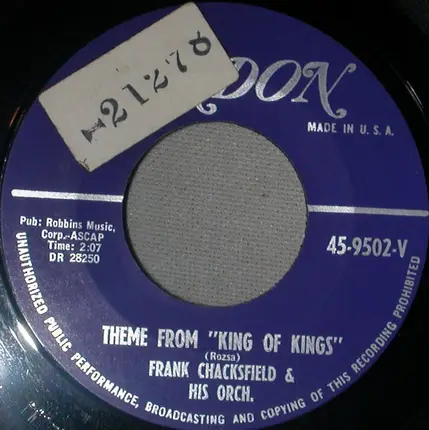 121278
DON
MADE IN U. S. A.
Pub: Robbins Music,
Corp.-ASCAP
Time: 2:07
DR 28250
45-9502-V
THEME FROM "KING OF KINGS"
(Rozsa)
FRANK CHACKSFIELD &
HIS ORCH.
UNAUTHORIZED PUBLIC PERFORMANCE, BROADCASTING AND COPYING OF THIS RECORDING PROHIBITED